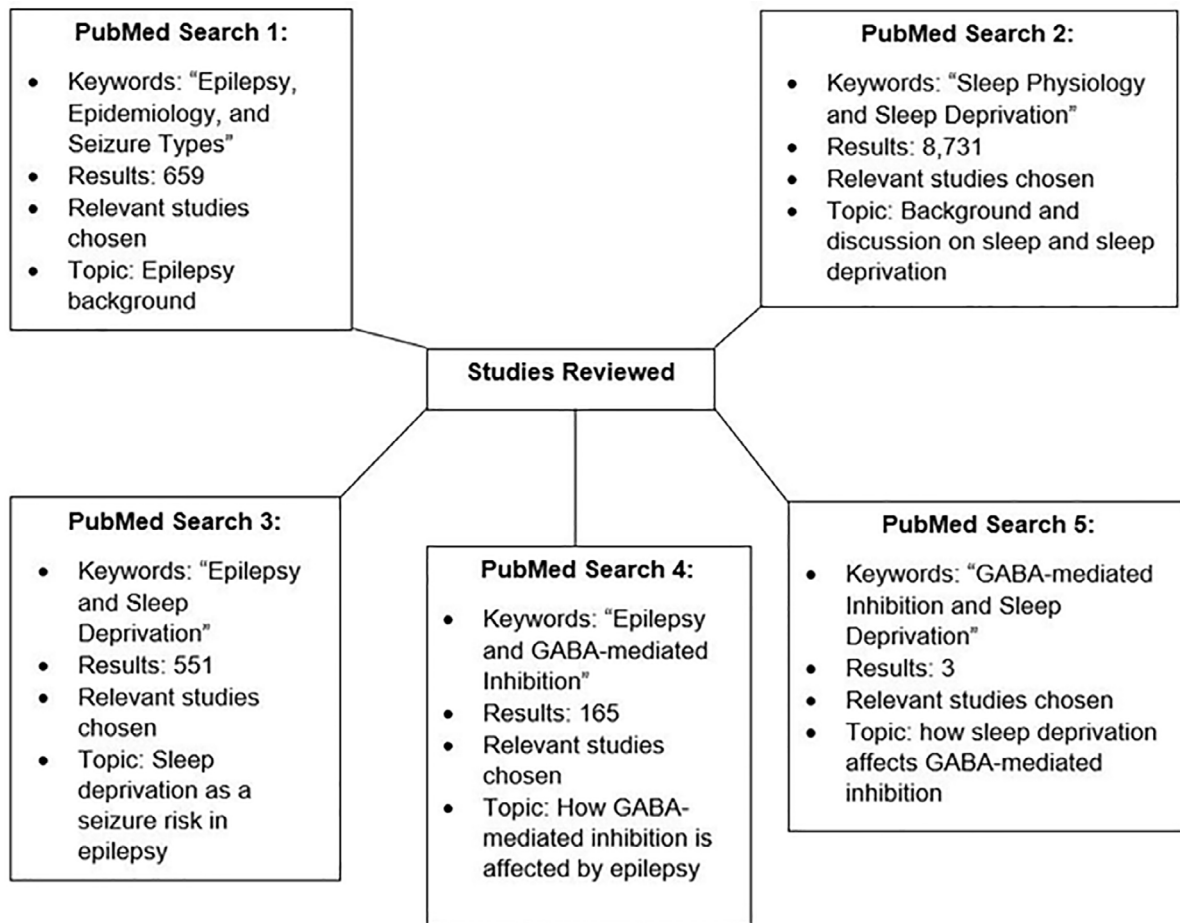 PubMed Search 1:
• Keywords: “Epilepsy,
Epidemiology, and
Seizure Types”
• Results: 659
• Relevant studies
chosen
• Topic: Epilepsy
background
PubMed Search 2:
• Keywords: “Sleep Physiology
and Sleep Deprivation”
• Results: 8,731
• Relevant studies chosen
• Topic: Background and
discussion on sleep and sleep
deprivation
Studies Reviewed
PubMed Search 3:
• Keywords: “Epilepsy
and Sleep
Deprivation”
• Results: 551
• Relevant studies
chosen
• Topic: Sleep
deprivation as a
seizure risk in
epilepsy
PubMed Search 4:
• Keywords: “Epilepsy
and GABA-mediated
Inhibition”
• Results: 165
• Relevant studies
chosen
• Topic: How GABA-
mediated inhibition is
affected by epilepsy
PubMed Search 5:
• Keywords: “GABA-mediated
Inhibition and Sleep
Deprivation”
• Results: 3
• Relevant studies chosen
• Topic: how sleep deprivation
affects GABA-mediated
inhibition